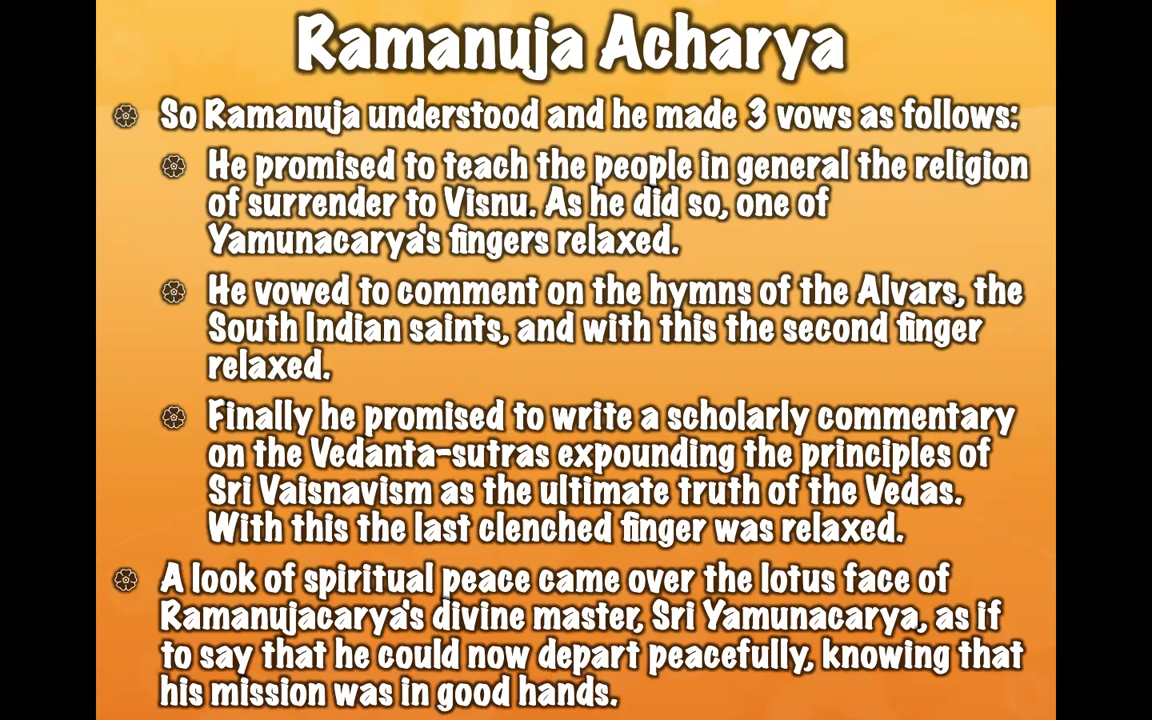 Ramanuja Acharya
So Ramanuja understood and he made 3 vows as follows:
He promised to teach the people in general the religion
of surrender to Visnu. As he did so, one of
Yamunacarya's fingers relaxed.
He vowed to comment on the hymns of the Alvars, the
South Indian saints, and with this the second finger
relaxed.
Finally he promised to write a scholarly commentary
on the Vedanta-sutras expounding the principles of
Sri Vaisnavism as the ultimate truth of the Vedas.
With this the last clenched finger was relaxed.
A look of spiritual peace came over the lotus face of
Ramanujacarya's divine master, Sri Yamunacarya, as if
to say that he could now depart peacefully, knowing that
his mission was in good hands.